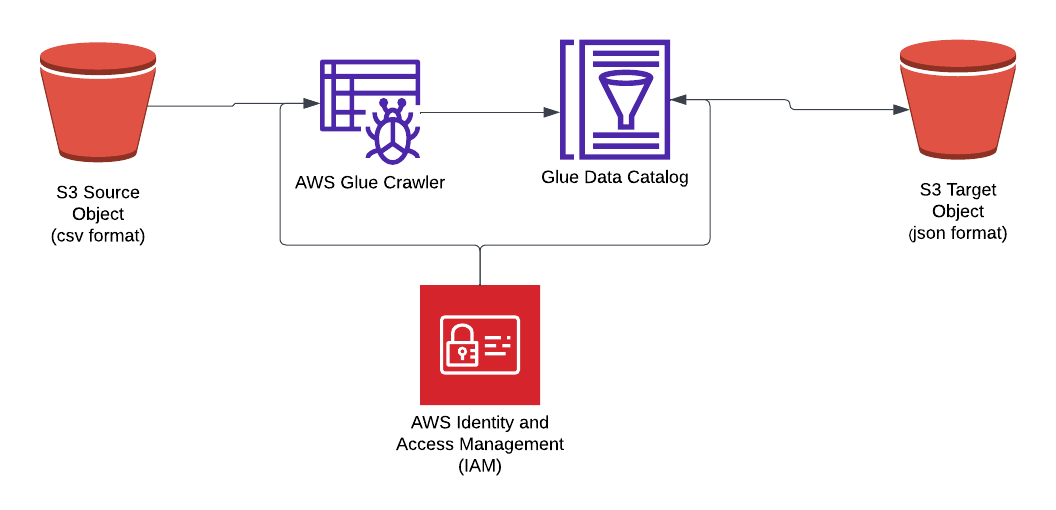 S3 Source
Object
(csv format)
AWS Glue Crawler
Glue Data Catalog
S3 Target
Object
(json format)
AWS Identity and
Access Management
(IAM)